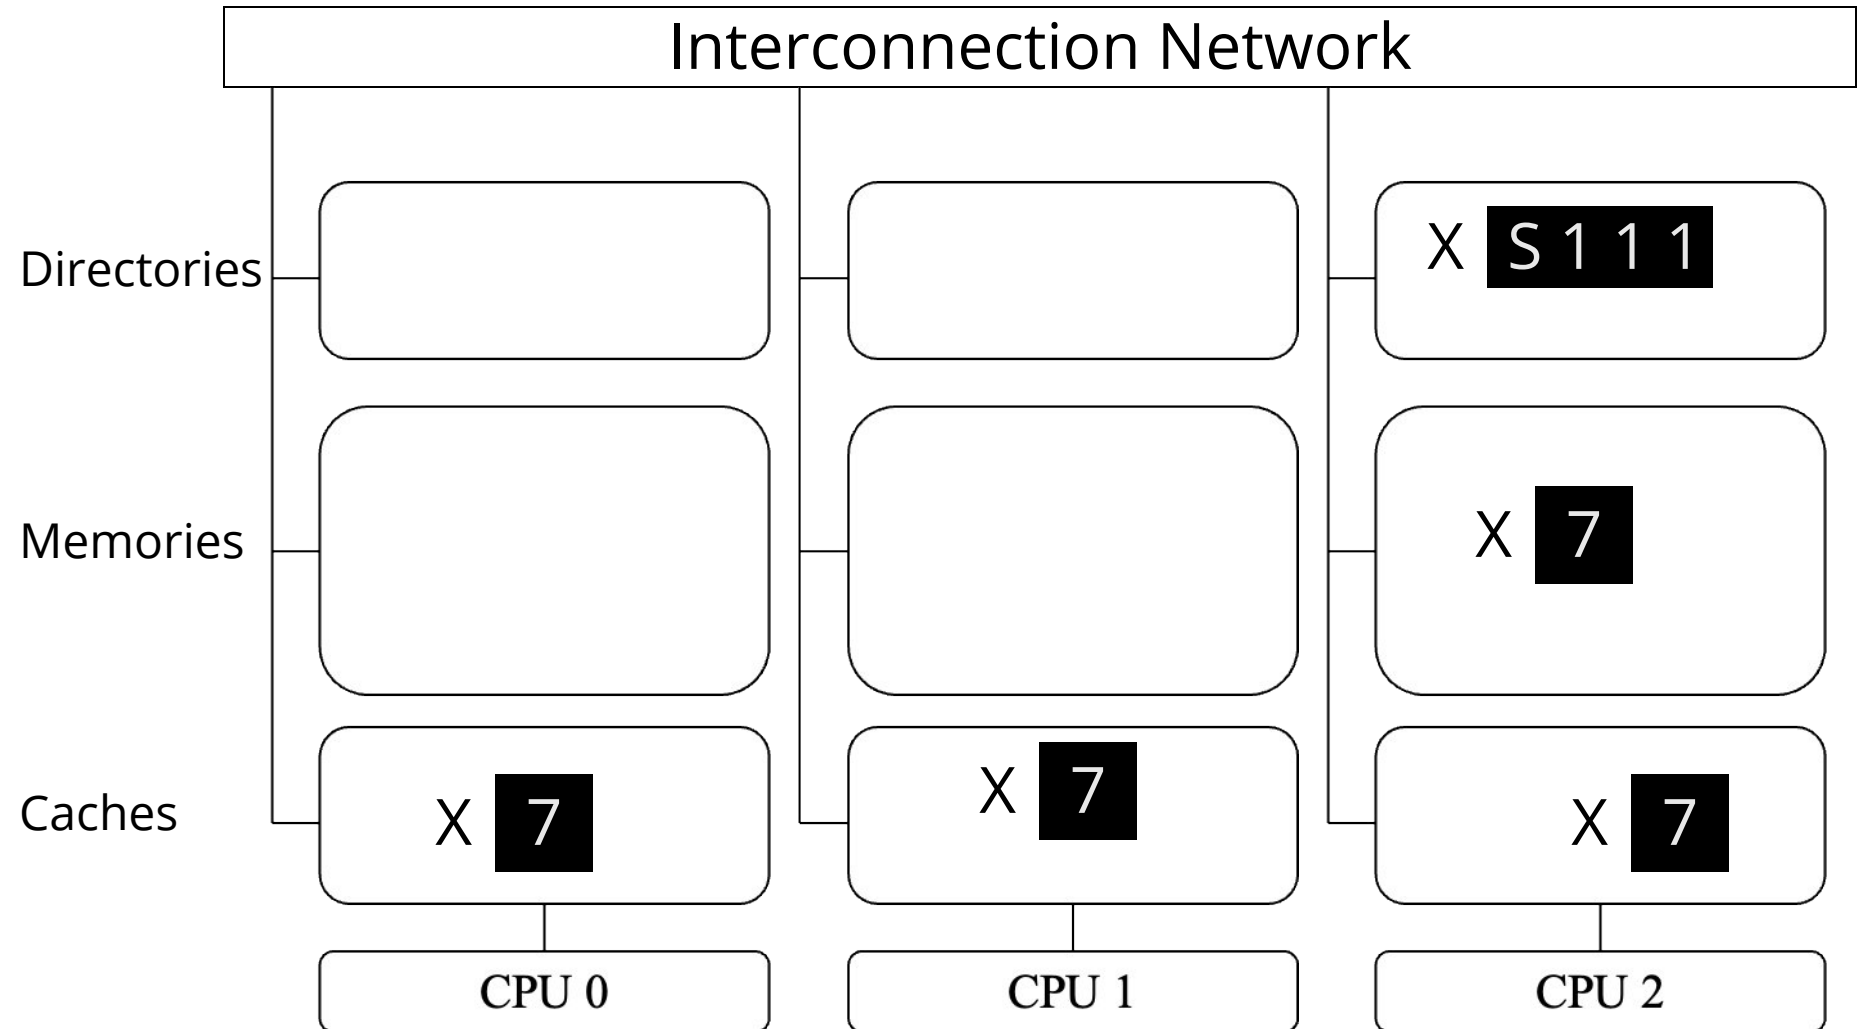 Interconnection Network
Directories
X S 1 1 1
Memories
X 7
Caches
X 7
X 7
X 7
CPU 0
CPU 1
CPU 2